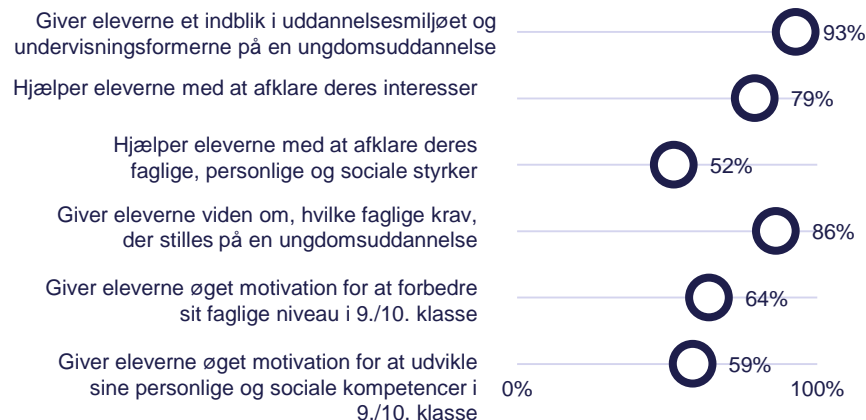 Giver eleverne et indblik i uddannelsesmiljøet og
undervisningsformerne på en ungdomsuddannelse
93%
Hjælper eleverne med at afklare deres interesser
79%
Hjælper eleverne med at afklare deres
faglige, personlige og sociale styrker
52%
Giver eleverne viden om, hvilke faglige krav,
der stilles på en ungdomsuddannelse
86%
Giver eleverne øget motivation for at forbedre
sit faglige niveau i 9./10. klasse
64%
Giver eleverne øget motivation for at udvikle
sine personlige og sociale kompetencer i
9./10. klasse
59%
0%
100%